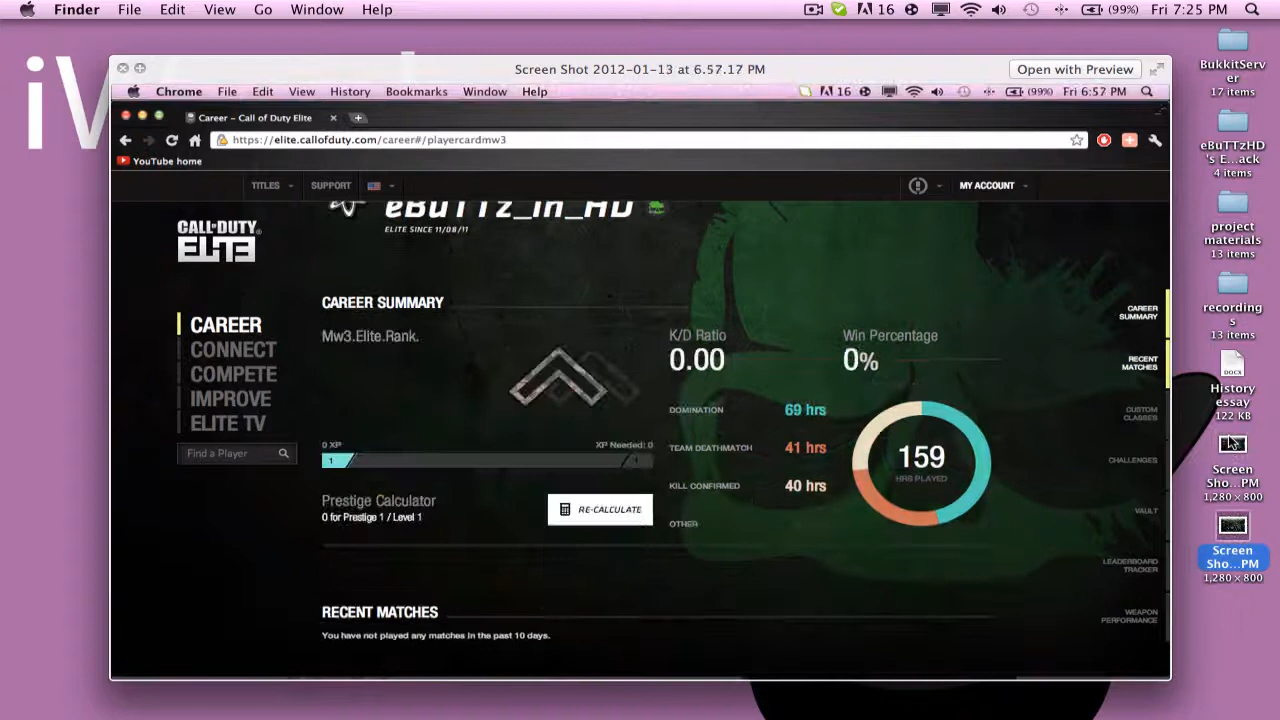 Finder File Edit View Go Window Help
16 (99%) Fri 7:25 PM
Screen Shot 2012-01-13 at 6.57.17 PM
Open with Preview
Chrome File Edit View History Bookmarks Window Help
16 (99%) Fri 6:57 PM
Career – Call of Duty Elite
https://elite.callofduty.com/career#/playercardmw3
YouTube home
TITLES SUPPORT
MY ACCOUNT
eBuTTz_in_HD
ELITE SINCE 11/08/11
CALL OF DUTY
ELITE
CAREER
CONNECT
COMPETE
IMPROVE
ELITE TV
Find a Player
CAREER SUMMARY
Mw3.Elite.Rank.
0 XP
XP Needed: 0
1
1
Prestige Calculator
0 for Prestige 1 / Level 1
RE-CALCULATE
K/D Ratio
0.00
Win Percentage
0%
DOMINATION 69 hrs
TEAM DEATHMATCH 41 hrs
KILL CONFIRMED 40 hrs
OTHER
159
HRS PLAYED
RECENT MATCHES
You have not played any matches in the past 10 days.
CAREER
SUMMARY
RECENT
MATCHES
CUSTOM
CLASSES
CHALLENGES
VAULT
LEADERBOARD
TRACKER
WEAPON
PERFORMANCE
BukkitServ
er
17 items
eBuTTzHD
's E...ack
4 items
project
materials
13 items
recording
s
13 items
DOCX
History
essay
122 KB
Screen
Sho...PM
1,280 × 800
Screen
Sho...PM
1,280 × 800